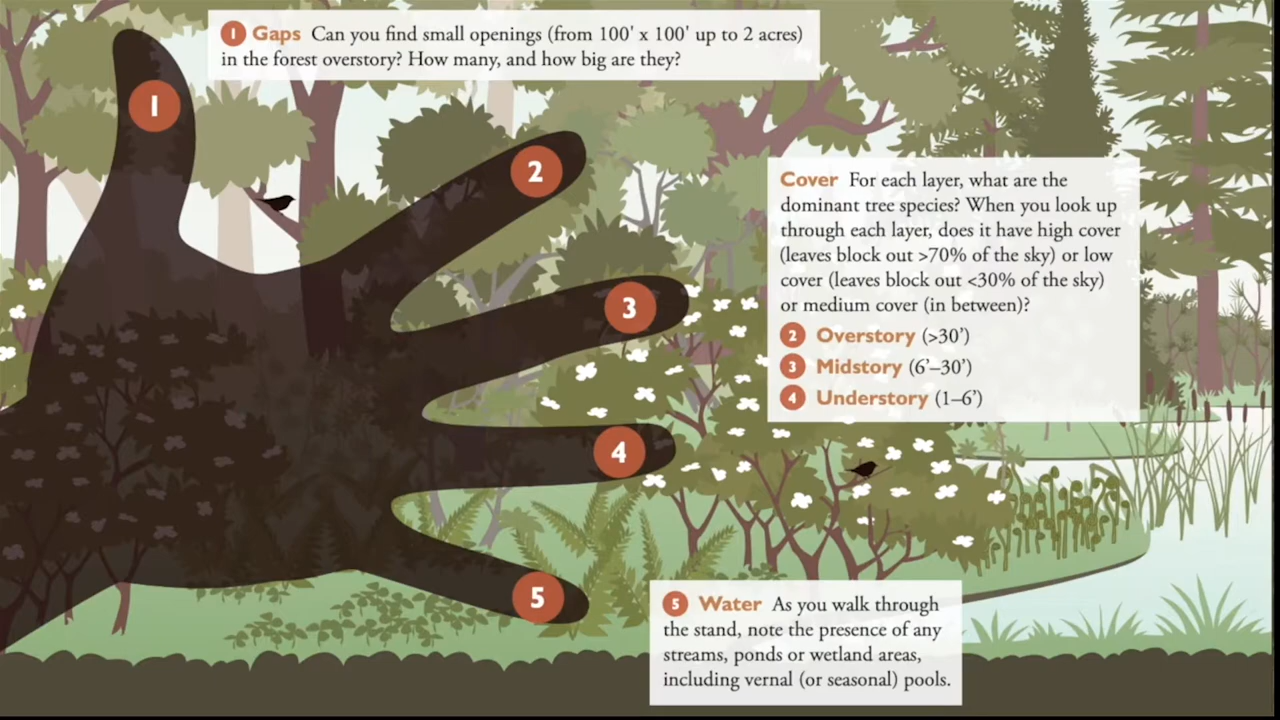 1 Gaps Can you find small openings (from 100' x 100' up to 2 acres)
in the forest overstory? How many, and how big are they?
1
2
3
4
5
Cover For each layer, what are the
dominant tree species? When you look up
through each layer, does it have high cover
(leaves block out >70% of the sky) or low
cover (leaves block out <30% of the sky)
or medium cover (in between)?
2 Overstory (>30’)
3 Midstory (6’–30’)
4 Understory (1–6’)
5 Water As you walk through
the stand, note the presence of any
streams, ponds or wetland areas,
including vernal (or seasonal) pools.